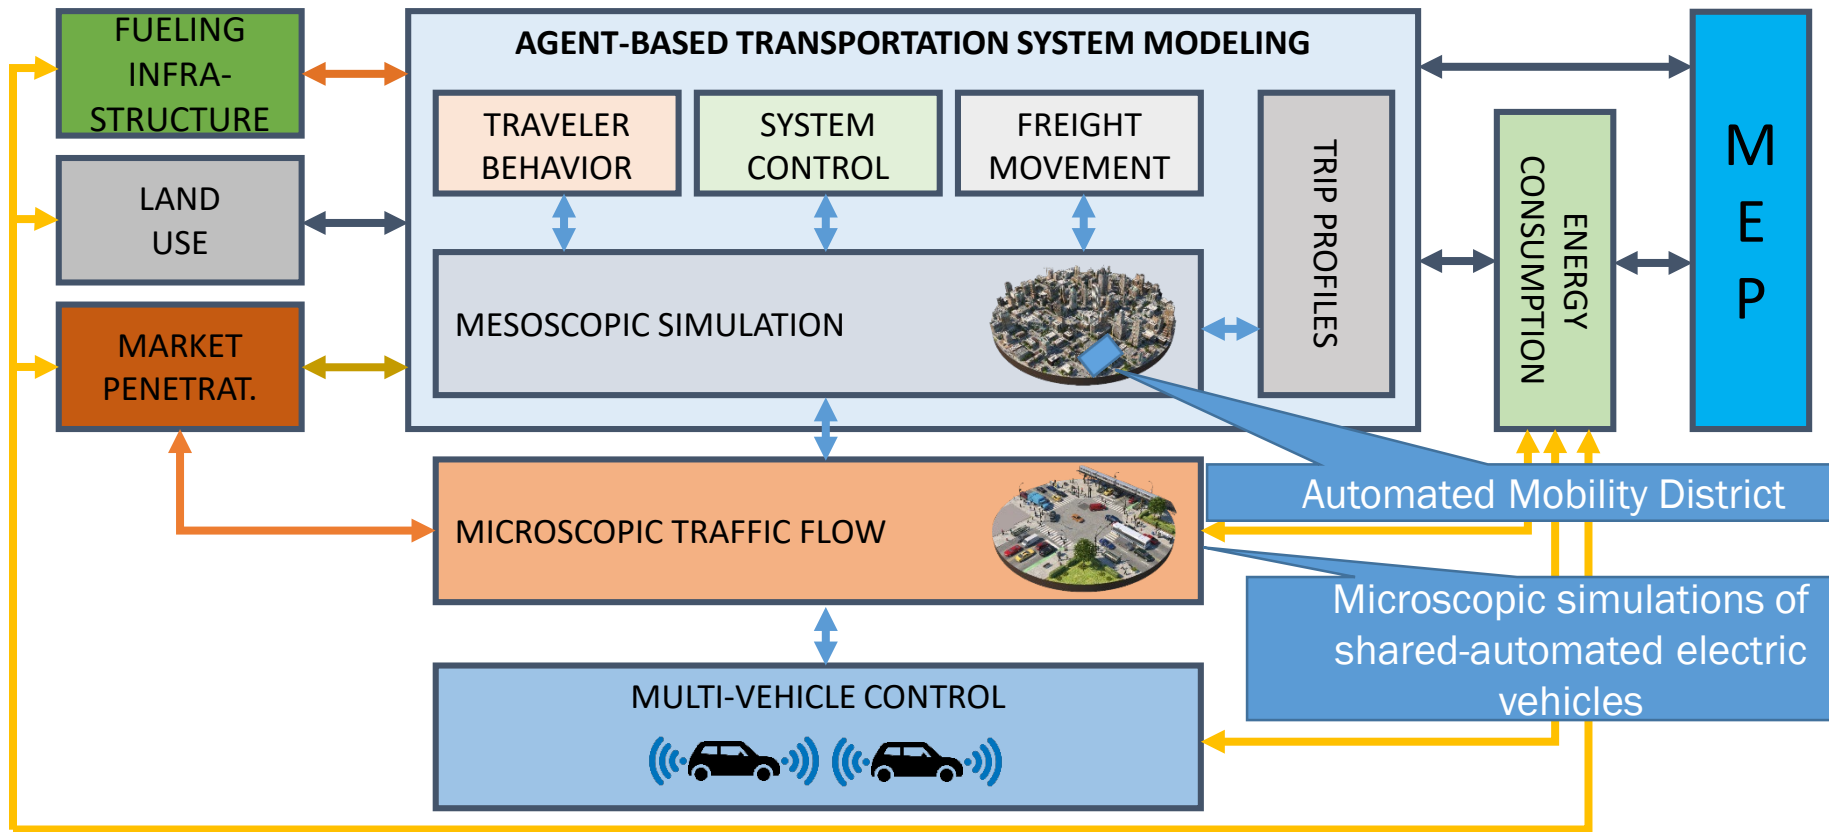 FUELING
INFRA-
STRUCTURE
LAND
USE
MARKET
PENETRAT.
AGENT-BASED TRANSPORTATION SYSTEM MODELING
TRAVELER
BEHAVIOR
SYSTEM
CONTROL
FREIGHT
MOVEMENT
TRIP PROFILES
MESOSCOPIC SIMULATION
MICROSCOPIC TRAFFIC FLOW
MULTI-VEHICLE CONTROL
ENERGY
CONSUMPTION
M
E
P
Automated Mobility District
Microscopic simulations of
shared-automated electric
vehicles